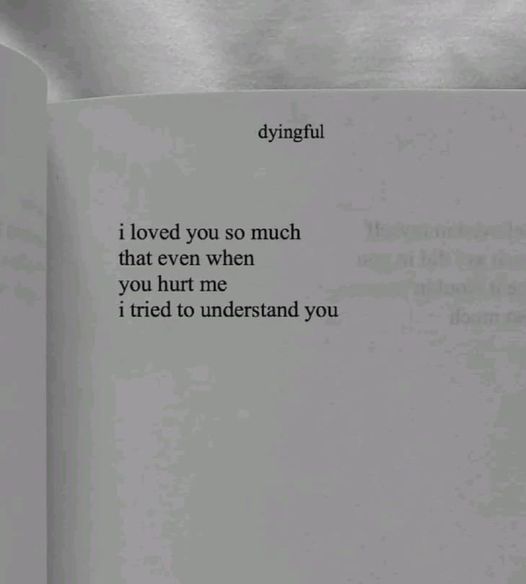 dyingful
i loved you so much
that even when
you hurt me
i tried to understand you